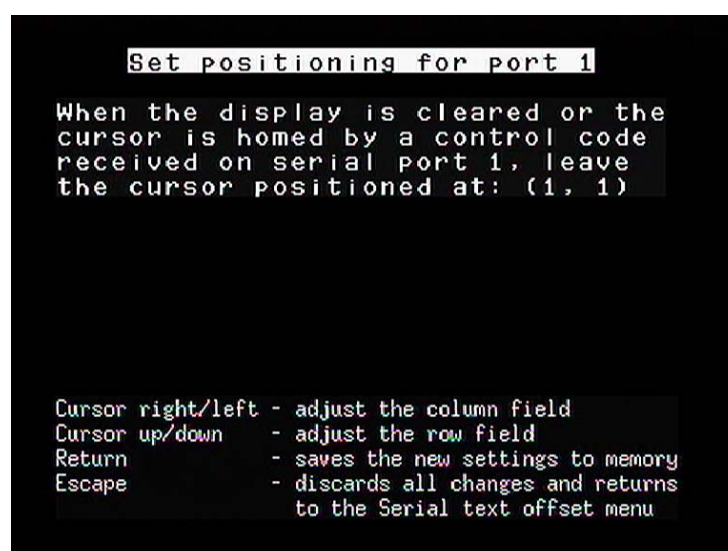 Set positioning for port 1
When the display is cleared or the
cursor is homed by a control code
received on serial port 1, leave
the cursor positioned at: (1, 1)
Cursor right/left - adjust the column field
Cursor up/down - adjust the row field
Return - saves the new settings to memory
Escape - discards all changes and returns
to the Serial text offset menu